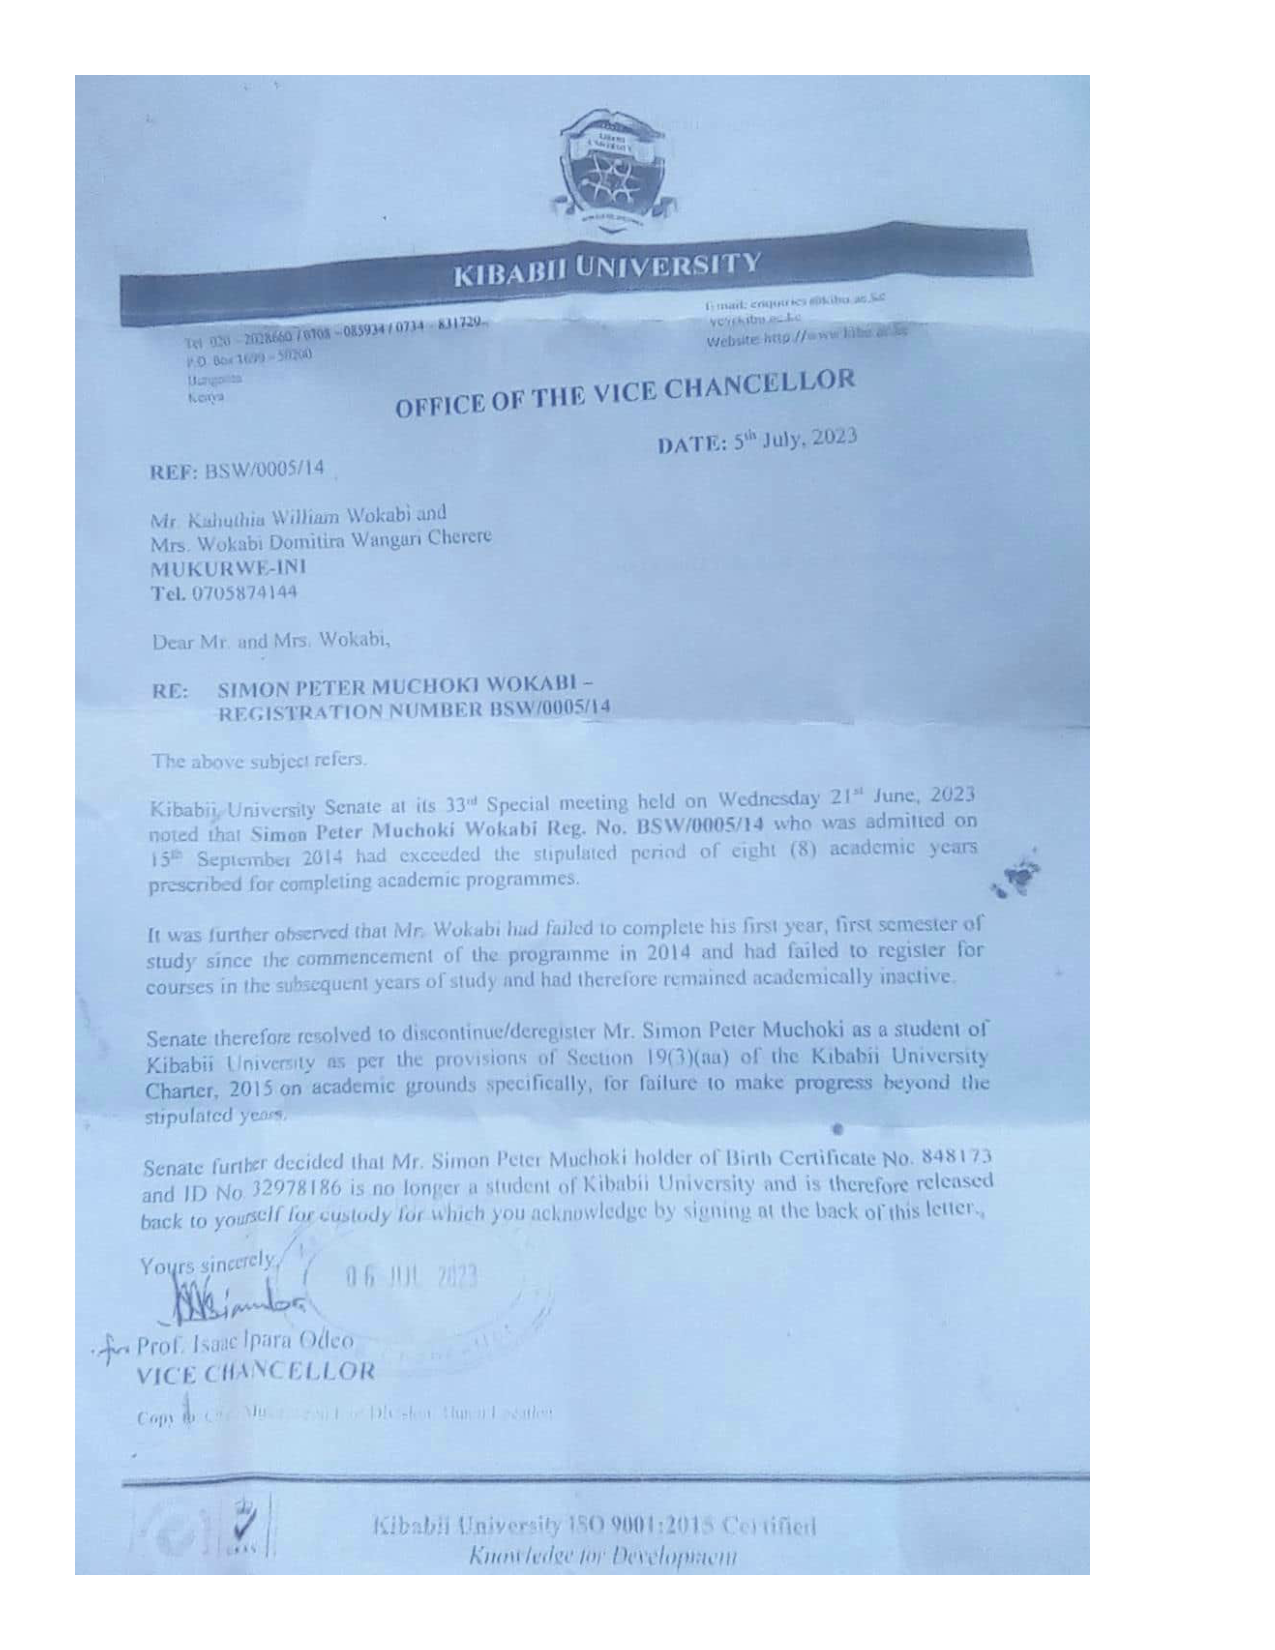 KIBABII UNIVERSITY
Tel 020 - 2028660 / 0708 - 085934 / 0734 - 831729
P.O. Box 1699 - 50200
Kenya
E-mail: enquiries@kibu.ac.ke
vc@kibu.ac.ke
Website: http://www.kibu.ac.ke
OFFICE OF THE VICE CHANCELLOR
DATE: 5th July, 2023
REF: BSW/0005/14
Mr. Kahuthia William Wokabi and
Mrs. Wokabi Domitira Wangari Cherere
MUKURWE-INI
Tel. 0705874144
Dear Mr. and Mrs. Wokabi,
RE: SIMON PETER MUCHOKI WOKABI –
REGISTRATION NUMBER BSW/0005/14
The above subject refers.
Kibabii University Senate at its 33rd Special meeting held on Wednesday 21st June, 2023
noted that Simon Peter Muchoki Wokabi Reg. No. BSW/0005/14 who was admitted on
15th September 2014 had exceeded the stipulated period of eight (8) academic years
prescribed for completing academic programmes.
It was further observed that Mr. Wokabi had failed to complete his first year, first semester of
study since the commencement of the programme in 2014 and had failed to register for
courses in the subsequent years of study and had therefore remained academically inactive.
Senate therefore resolved to discontinue/deregister Mr. Simon Peter Muchoki as a student of
Kibabii University as per the provisions of Section 19(3)(aa) of the Kibabii University
Charter, 2015 on academic grounds specifically, for failure to make progress beyond the
stipulated years.
Senate further decided that Mr. Simon Peter Muchoki holder of Birth Certificate No. 848173
and ID No 32978186 is no longer a student of Kibabii University and is therefore released
back to yourself for custody for which you acknowledge by signing at the back of this letter.
Yours sincerely,
06 JUL 2023
for Prof. Isaac Ipara Odeo
VICE CHANCELLOR
Copy to Division Location
Kibabii University ISO 9001:2015 Certified
Knowledge for Development